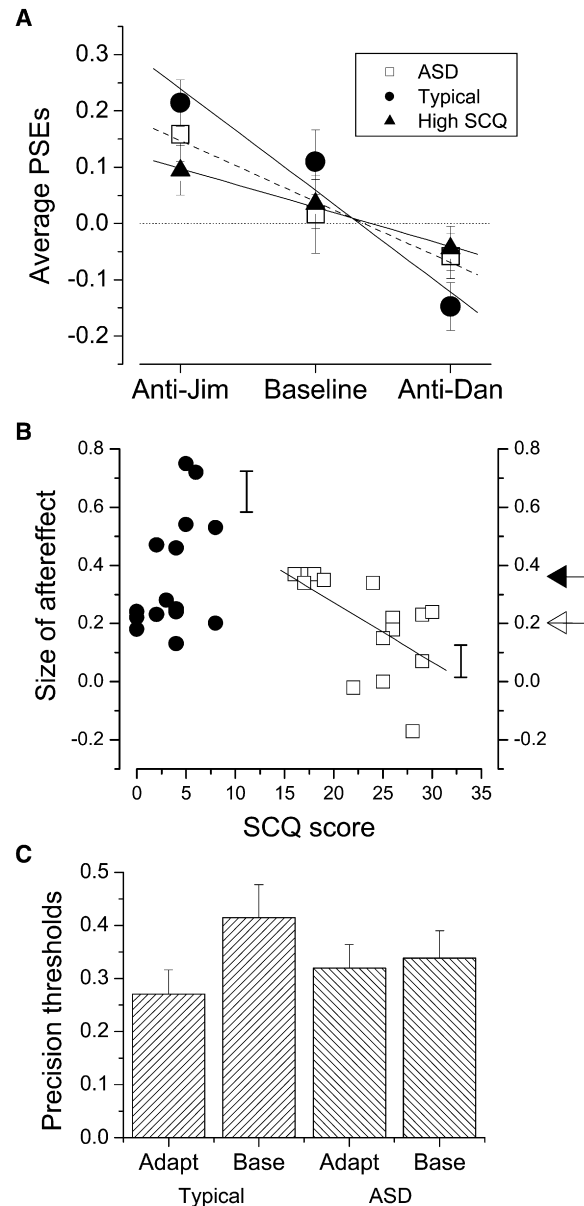 A
0.3
0.2
0.1
0.0
-0.1
-0.2
Average PSEs
ASD
Typical
High SCQ
Anti-Jim Baseline Anti-Dan
B
0.8 0.8
0.6 0.6
0.4 0.4
0.2 0.2
0.0 0.0
-0.2 -0.2
Size of aftereffect
0 5 10 15 20 25 30 35
SCQ score
C
0.5
0.4
0.3
0.2
0.1
0.0
Precision thresholds
Adapt Base Adapt Base
Typical ASD